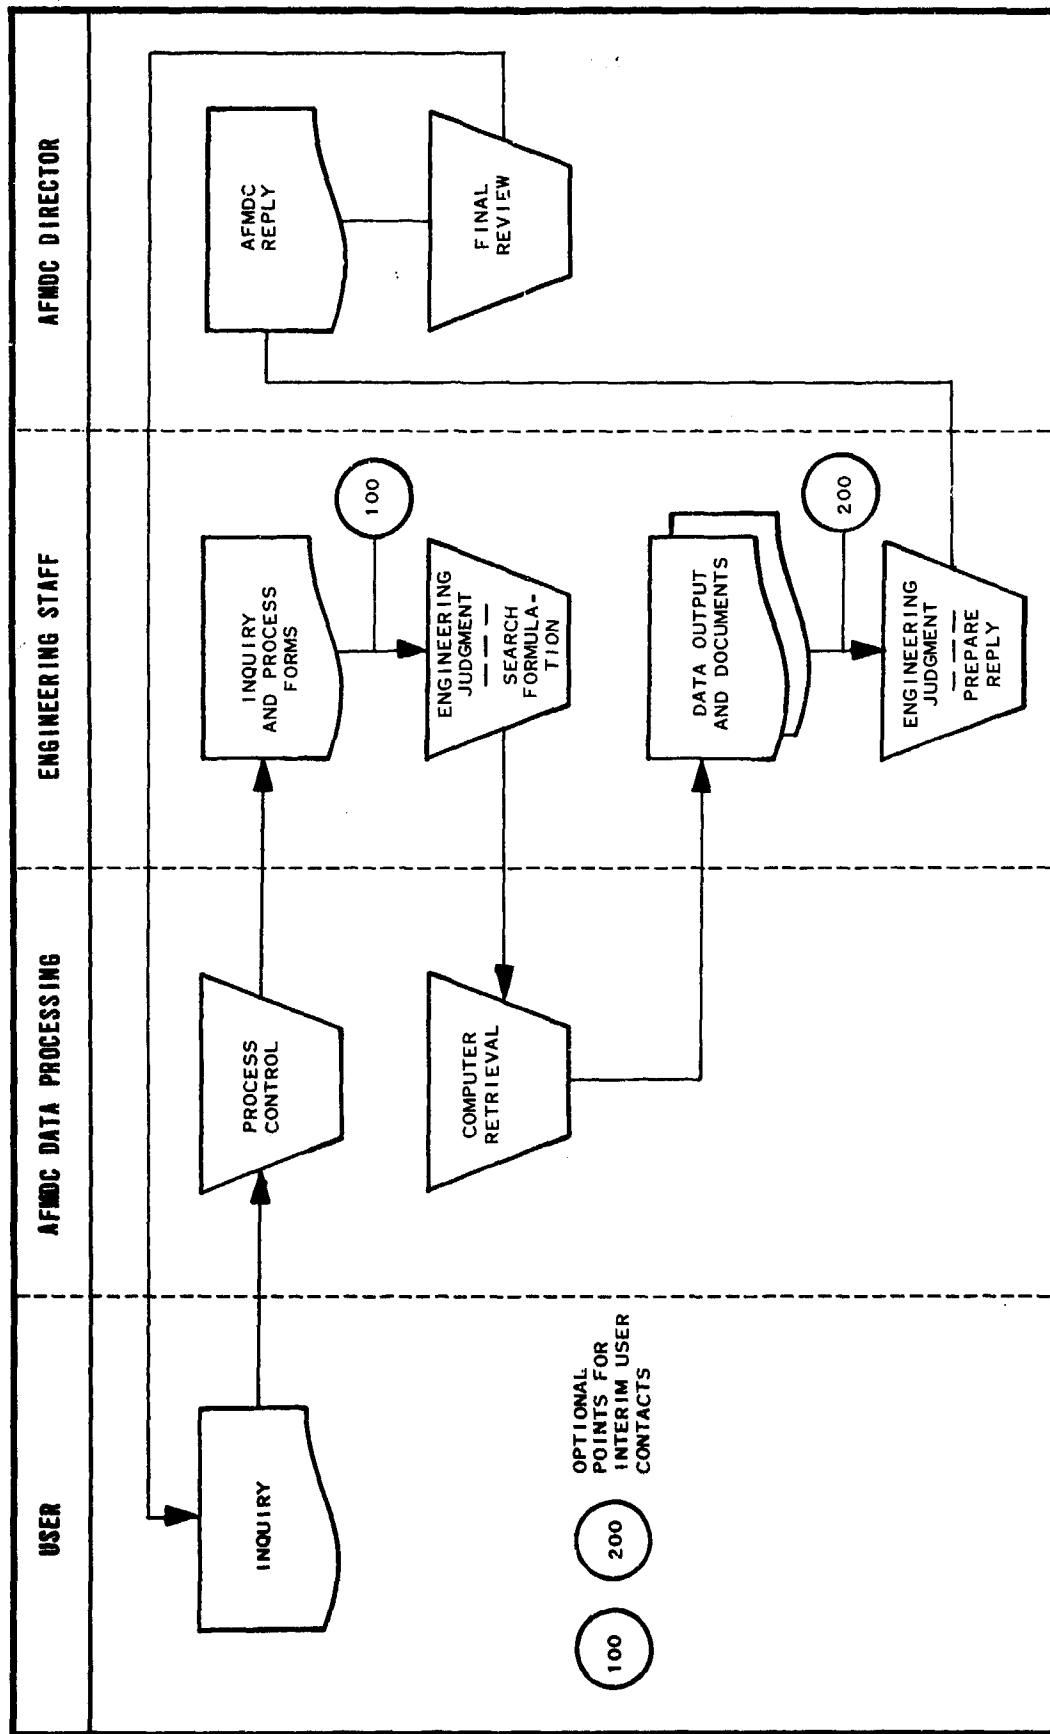 USER
AFMDC DATA PROCESSING
ENGINEERING STAFF
AFMDC DIRECTOR
INQUIRY
PROCESS
CONTROL
INQUIRY
AND PROCESS
FORMS
AFMDC
REPLY
100
ENGINEERING
JUDGMENT
SEARCH
FORMULA-
TION
COMPUTER
RETRIEVAL
FINAL
REVIEW
DATA OUTPUT
AND DOCUMENTS
200
ENGINEERING
JUDGMENT
PREPARE
REPLY
100
200
OPTIONAL
POINTS FOR
INTERIM USER
CONTACTS